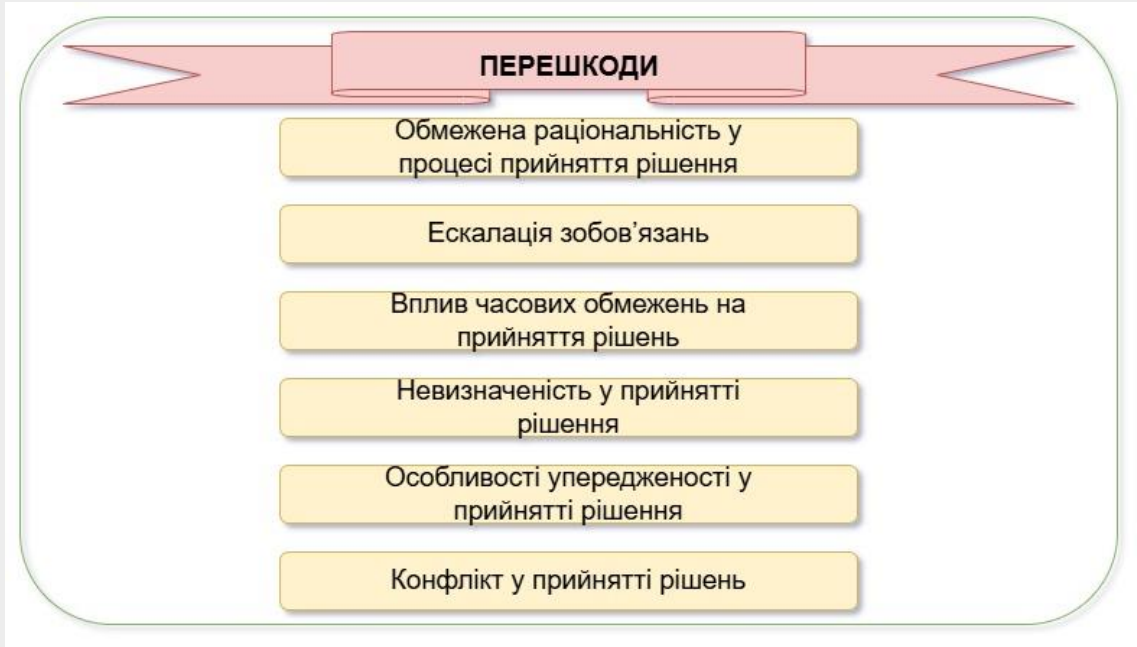 ПЕРЕШКОДИ
Обмежена раціональність у
процесі прийняття рішення
Ескалація зобов’язань
Вплив часових обмежень на
прийняття рішень
Невизначеність у прийнятті
рішення
Особливості упередженості у
прийнятті рішення
Конфлікт у прийнятті рішень